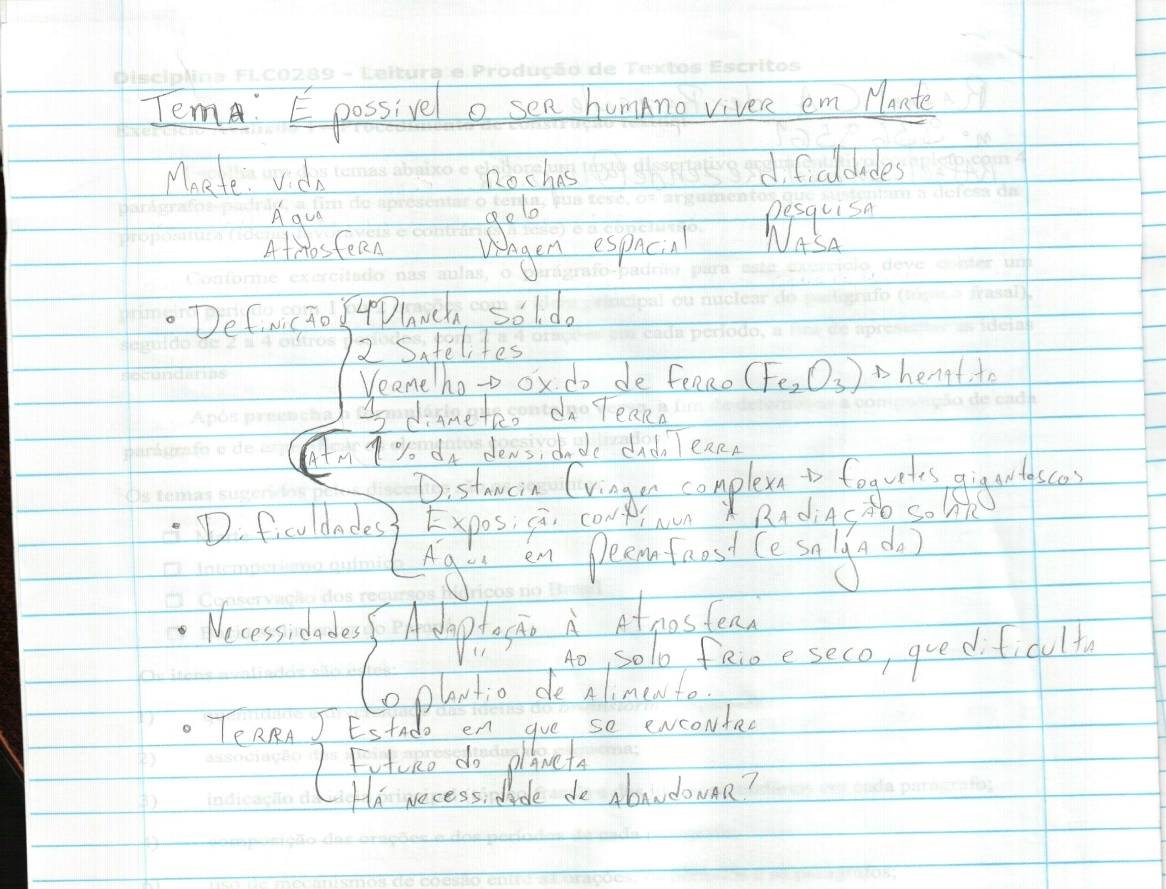 Tema: É possível o ser humano viver em Marte
Marte: vida Rochas dificuldades
Água gelo pesquisa
Atmosfera viagem espacial NASA
• Definição { 4º Planeta sólido
2 Satélites
Vermelho → óxido de ferro (Fe2O3) → hematita
1/2 diametro da Terra
ATM 1% da densidade dada Terra
Distancia (viagem complexa → foguetes gigantescos
• Dificuldades { Exposição contínua à Radiação solar
Água em permafrost (e salgada)
• Necessidades { Adaptação à atmosfera
" ao solo frio e seco, que dificulta
o plantio de alimento.
• Terra { Estado em que se encontra
Futuro do planeta
Há necessidade de abandonar?